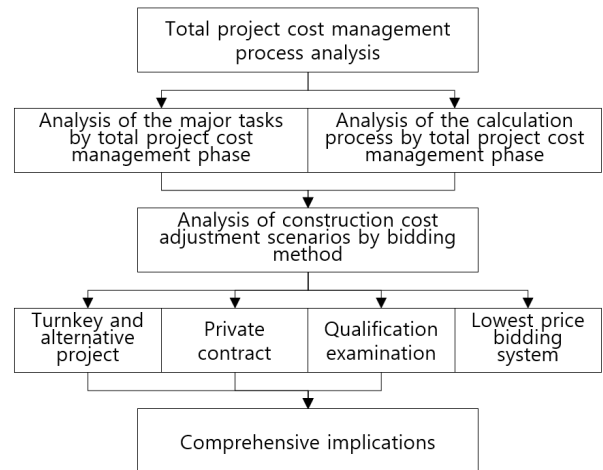 Total project cost management
process analysis
Analysis of the major tasks
by total project cost
management phase
Analysis of the calculation
process by total project cost
management phase
Analysis of construction cost
adjustment scenarios by bidding
method
Turnkey and
alternative
project
Private
contract
Qualification
examination
Lowest price
bidding
system
Comprehensive implications